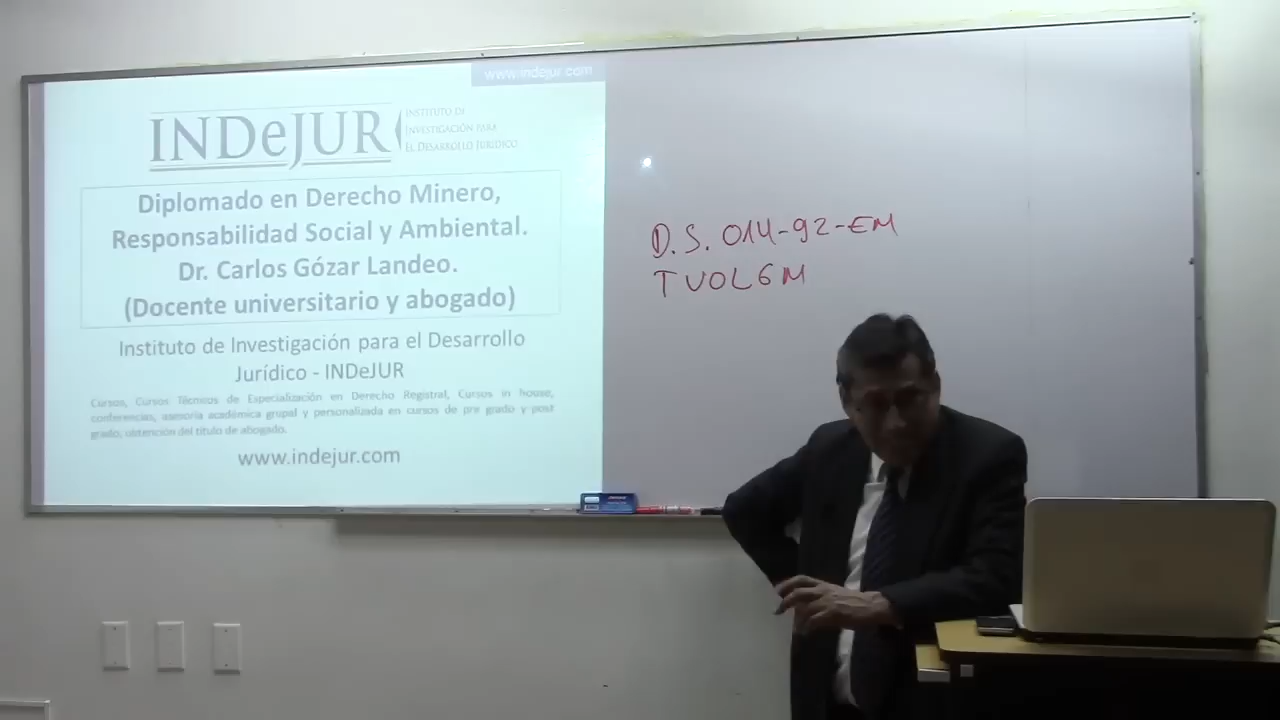 www.indejur.com
INDeJUR
INSTITUTO DE
INVESTIGACIÓN PARA
EL DESARROLLO JURÍDICO
Diplomado en Derecho Minero,
Responsabilidad Social y Ambiental.
Dr. Carlos Gózar Landeo.
(Docente universitario y abogado)
Instituto de Investigación para el Desarrollo
Jurídico - INDeJUR
Cursos, Cursos Técnicos de Especialización en Derecho Registral, Cursos in house,
conferencias, asesoría académica grupal y personalizada en cursos de pre grado y post
grado, obtención del título de abogado.
www.indejur.com
D.S. 014-92-EM
TUOLGM